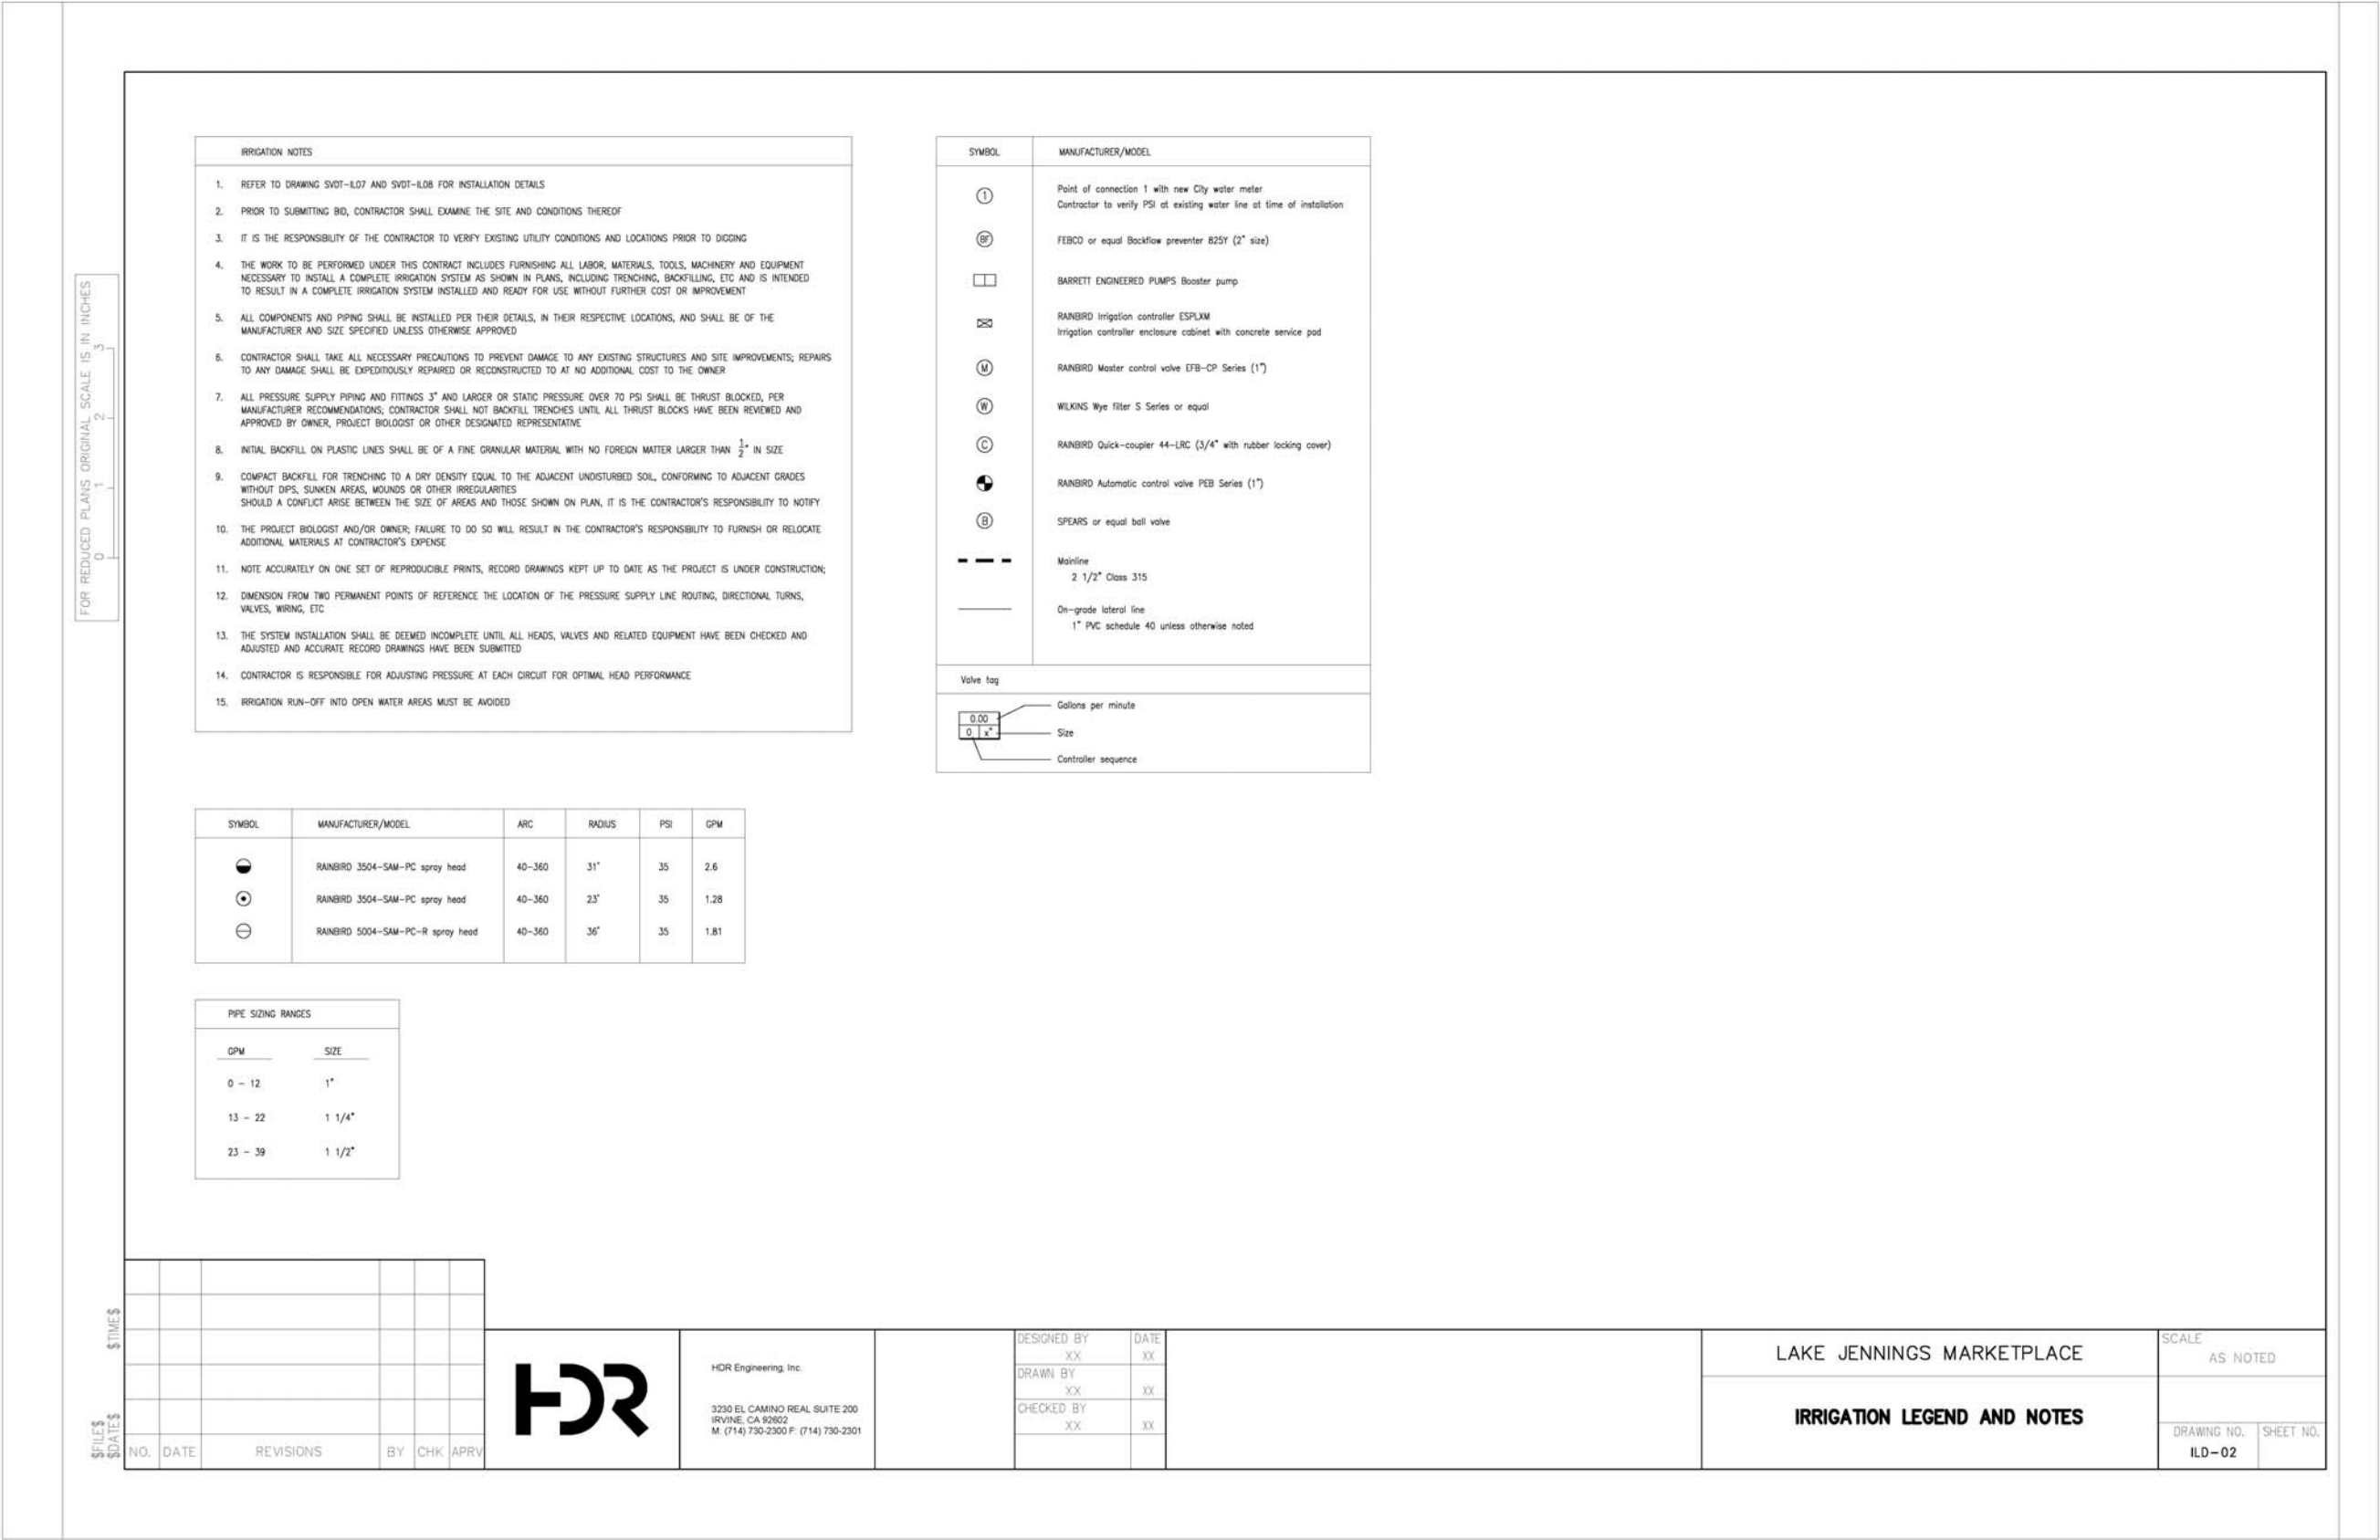 FOR REDUCED PLANS ORIGINAL SCALE IS IN INCHES
0 1 2 3
IRRIGATION NOTES
1. REFER TO DRAWING SVDT-IL07 AND SVDT-IL08 FOR INSTALLATION DETAILS
2. PRIOR TO SUBMITTING BID, CONTRACTOR SHALL EXAMINE THE SITE AND CONDITIONS THEREOF
3. IT IS THE RESPONSIBILITY OF THE CONTRACTOR TO VERIFY EXISTING UTILITY CONDITIONS AND LOCATIONS PRIOR TO DIGGING
4. THE WORK TO BE PERFORMED UNDER THIS CONTRACT INCLUDES FURNISHING ALL LABOR, MATERIALS, TOOLS, MACHINERY AND EQUIPMENT
NECESSARY TO INSTALL A COMPLETE IRRIGATION SYSTEM AS SHOWN IN PLANS, INCLUDING TRENCHING, BACKFILLING, ETC AND IS INTENDED
TO RESULT IN A COMPLETE IRRIGATION SYSTEM INSTALLED AND READY FOR USE WITHOUT FURTHER COST OR IMPROVEMENT
5. ALL COMPONENTS AND PIPING SHALL BE INSTALLED PER THEIR DETAILS, IN THEIR RESPECTIVE LOCATIONS, AND SHALL BE OF THE
MANUFACTURER AND SIZE SPECIFIED UNLESS OTHERWISE APPROVED
6. CONTRACTOR SHALL TAKE ALL NECESSARY PRECAUTIONS TO PREVENT DAMAGE TO ANY EXISTING STRUCTURES AND SITE IMPROVEMENTS; REPAIRS
TO ANY DAMAGE SHALL BE EXPEDITIOUSLY REPAIRED OR RECONSTRUCTED TO AT NO ADDITIONAL COST TO THE OWNER
7. ALL PRESSURE SUPPLY PIPING AND FITTINGS 3" AND LARGER OR STATIC PRESSURE OVER 70 PSI SHALL BE THRUST BLOCKED, PER
MANUFACTURER RECOMMENDATIONS; CONTRACTOR SHALL NOT BACKFILL TRENCHES UNTIL ALL THRUST BLOCKS HAVE BEEN REVIEWED AND
APPROVED BY OWNER, PROJECT BIOLOGIST OR OTHER DESIGNATED REPRESENTATIVE
8. INITIAL BACKFILL ON PLASTIC LINES SHALL BE OF A FINE GRANULAR MATERIAL WITH NO FOREIGN MATTER LARGER THAN 1/2" IN SIZE
9. COMPACT BACKFILL FOR TRENCHING TO A DRY DENSITY EQUAL TO THE ADJACENT UNDISTURBED SOIL, CONFORMING TO ADJACENT GRADES
WITHOUT DIPS, SUNKEN AREAS, MOUNDS OR OTHER IRREGULARITIES
SHOULD A CONFLICT ARISE BETWEEN THE SIZE OF AREAS AND THOSE SHOWN ON PLAN, IT IS THE CONTRACTOR'S RESPONSIBILITY TO NOTIFY
10. THE PROJECT BIOLOGIST AND/OR OWNER; FAILURE TO DO SO WILL RESULT IN THE CONTRACTOR'S RESPONSIBILITY TO FURNISH OR RELOCATE
ADDITIONAL MATERIALS AT CONTRACTOR'S EXPENSE
11. NOTE ACCURATELY ON ONE SET OF REPRODUCIBLE PRINTS, RECORD DRAWINGS KEPT UP TO DATE AS THE PROJECT IS UNDER CONSTRUCTION;
12. DIMENSION FROM TWO PERMANENT POINTS OF REFERENCE THE LOCATION OF THE PRESSURE SUPPLY LINE ROUTING, DIRECTIONAL TURNS,
VALVES, WIRING, ETC
13. THE SYSTEM INSTALLATION SHALL BE DEEMED INCOMPLETE UNTIL ALL HEADS, VALVES AND RELATED EQUIPMENT HAVE BEEN CHECKED AND
ADJUSTED AND ACCURATE RECORD DRAWINGS HAVE BEEN SUBMITTED
14. CONTRACTOR IS RESPONSIBLE FOR ADJUSTING PRESSURE AT EACH CIRCUIT FOR OPTIMAL HEAD PERFORMANCE
15. IRRIGATION RUN-OFF INTO OPEN WATER AREAS MUST BE AVOIDED
SYMBOL MANUFACTURER/MODEL
1 Point of connection 1 with new City water meter
Contractor to verify PSI at existing water line at time of installation
BF FEBCO or equal Backflow preventer 825Y (2" size)
BARRETT ENGINEERED PUMPS Booster pump
RAINBIRD Irrigation controller ESPLXM
Irrigation controller enclosure cabinet with concrete service pad
M RAINBIRD Master control valve EFB-CP Series (1")
W WILKINS Wye filter S Series or equal
C RAINBIRD Quick-coupler 44-LRC (3/4" with rubber locking cover)
RAINBIRD Automatic control valve PEB Series (1")
B SPEARS or equal ball valve
Mainline
2 1/2" Class 315
On-grade lateral line
1" PVC schedule 40 unless otherwise noted
Valve tag
0.00 Gallons per minute
0 x" Size
Controller sequence
SYMBOL MANUFACTURER/MODEL ARC RADIUS PSI GPM
RAINBIRD 3504-SAM-PC spray head 40-360 31' 35 2.6
RAINBIRD 3504-SAM-PC spray head 40-360 23' 35 1.28
RAINBIRD 5004-SAM-PC-R spray head 40-360 36' 35 1.81
PIPE SIZING RANGES
GPM SIZE
0 - 12 1"
13 - 22 1 1/4"
23 - 39 1 1/2"
$FILE$
$DATE$ $TIME$
NO. DATE REVISIONS BY CHK APRV
HDR
HDR Engineering, Inc.
3230 EL CAMINO REAL SUITE 200
IRVINE, CA 92602
M: (714) 730-2300 F: (714) 730-2301
DESIGNED BY DATE
XX XX
DRAWN BY
XX XX
CHECKED BY
XX XX
LAKE JENNINGS MARKETPLACE
IRRIGATION LEGEND AND NOTES
SCALE
AS NOTED
DRAWING NO. SHEET NO.
ILD-02